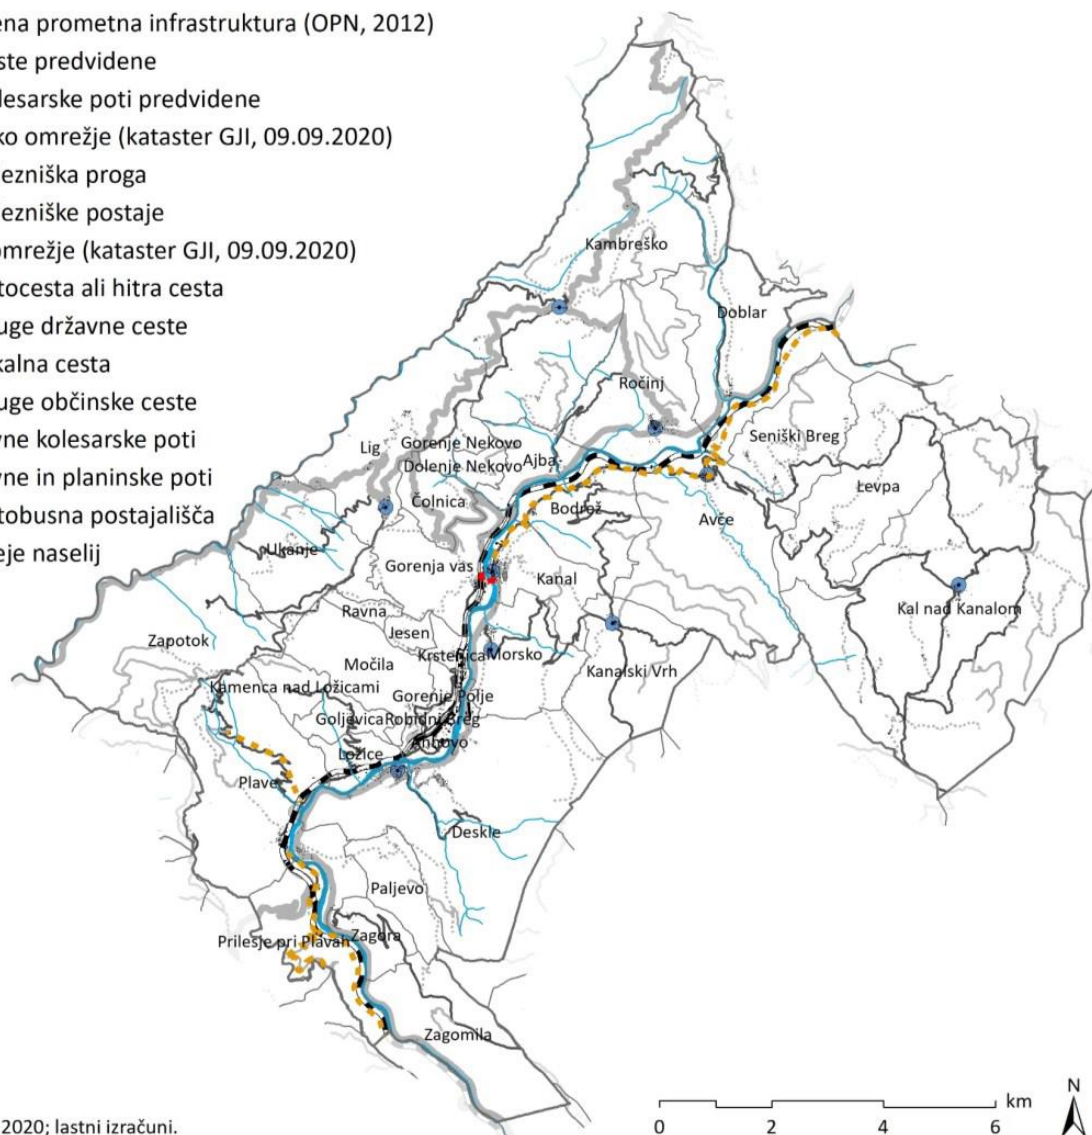 ena prometna infrastruktura (OPN, 2012)
ste predvidene
lesarske poti predvidene
ko omrežje (kataster GJI, 09.09.2020)
ezniška proga
ezniške postaje
omrežje (kataster GJI, 09.09.2020)
tocesta ali hitra cesta
uge državne ceste
kalna cesta
uge občinske ceste
vne kolesarske poti
vne in planinske poti
tobusna postajališča
eje naselij
Kambreško
Doblar
Ročinj
Lig
Gorenje Nekovo
Seniški Breg
Dolenje Nekovo
Ajba
Levpa
Čolnica
Bodrež
Avče
Ukanje
Gorenja vas
Kanal
Kal nad Kanalom
Ravna
Jesen
Zapotok
Krstenica
Morsko
Močila
Kanalski Vrh
Kamenca nad Ložicami
Gorenje Polje
Goljevica
Robidni Breg
Anhovo
Ložice
Plave
Deskle
Paljevo
Prilesje pri Plavah
Zagora
Zagomila
N
km
0 2 4 6
2020; lastni izračuni.